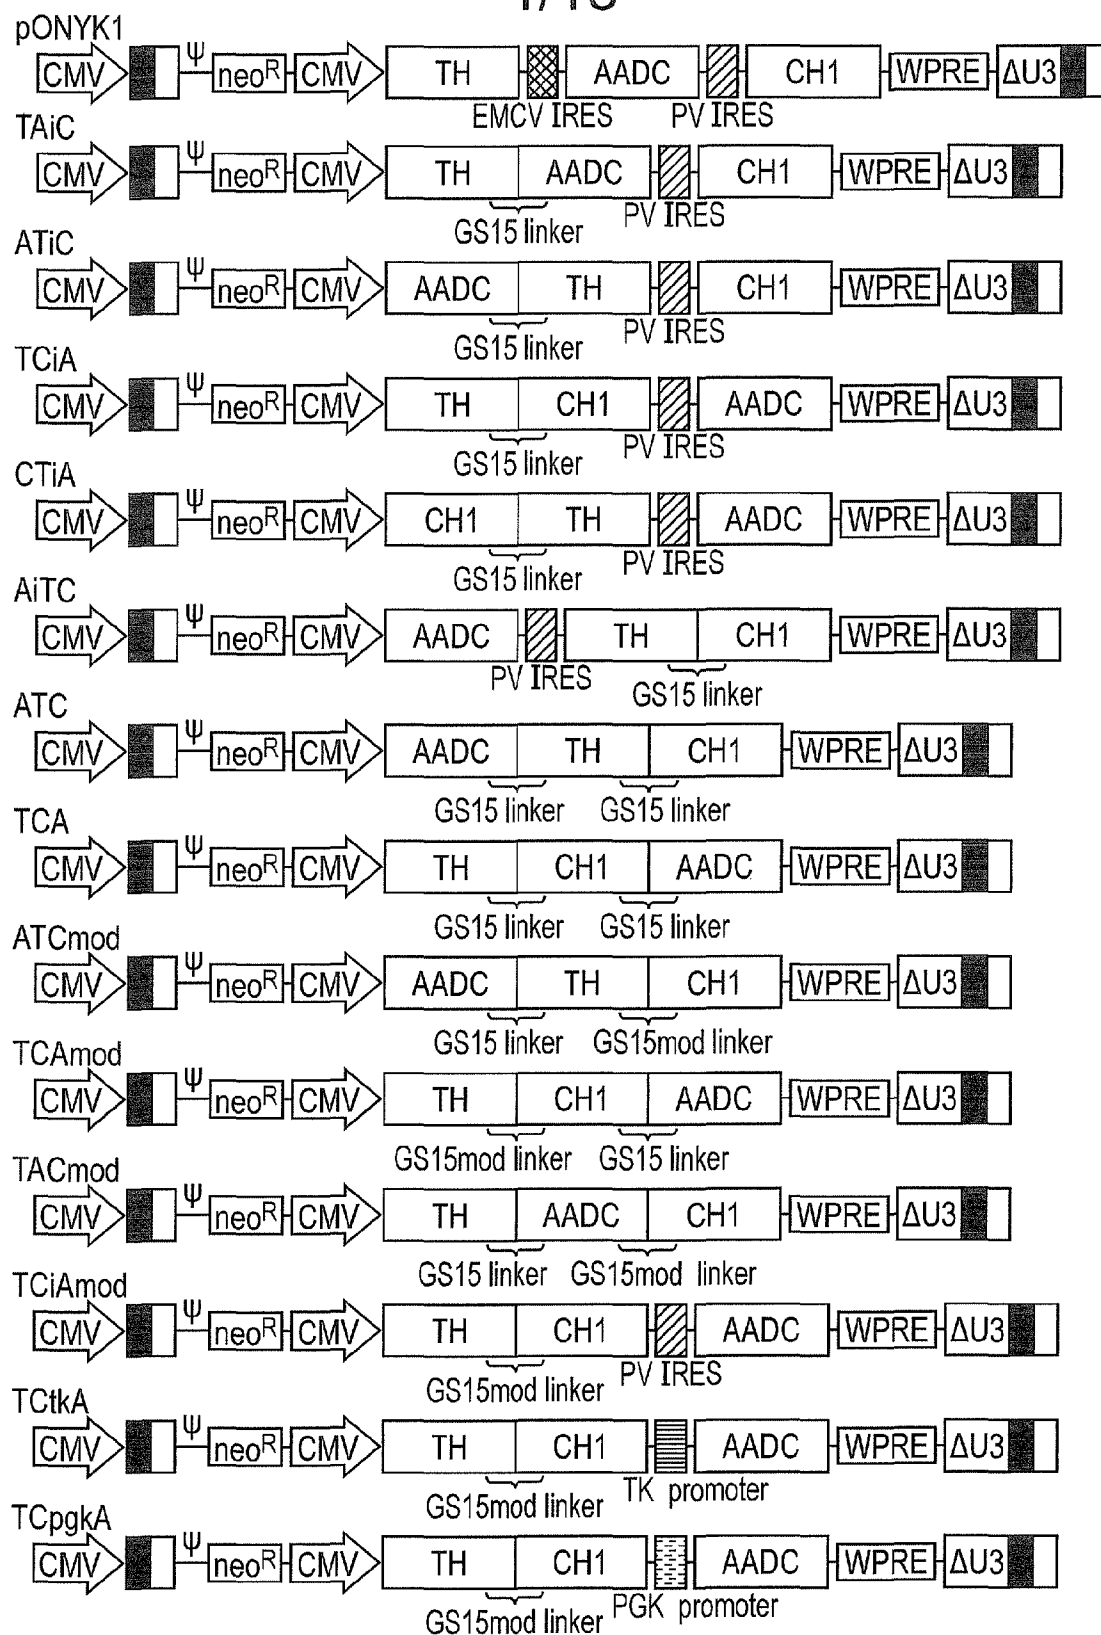 pONYK1
CMV ψ neoR CMV TH AADC CH1 WPRE ΔU3
EMCV IRES PV IRES
TAiC
CMV ψ neoR CMV TH AADC CH1 WPRE ΔU3
GS15 linker PV IRES
ATiC
CMV ψ neoR CMV AADC TH CH1 WPRE ΔU3
GS15 linker PV IRES
TCiA
CMV ψ neoR CMV TH CH1 AADC WPRE ΔU3
GS15 linker PV IRES
CTiA
CMV ψ neoR CMV CH1 TH AADC WPRE ΔU3
GS15 linker PV IRES
AiTC
CMV ψ neoR CMV AADC TH CH1 WPRE ΔU3
PV IRES GS15 linker
ATC
CMV ψ neoR CMV AADC TH CH1 WPRE ΔU3
GS15 linker GS15 linker
TCA
CMV ψ neoR CMV TH CH1 AADC WPRE ΔU3
GS15 linker GS15 linker
ATCmod
CMV ψ neoR CMV AADC TH CH1 WPRE ΔU3
GS15 linker GS15mod linker
TCAmod
CMV ψ neoR CMV TH CH1 AADC WPRE ΔU3
GS15mod linker GS15 linker
TACmod
CMV ψ neoR CMV TH AADC CH1 WPRE ΔU3
GS15 linker GS15mod linker
TCiAmod
CMV ψ neoR CMV TH CH1 AADC WPRE ΔU3
GS15mod linker PV IRES
TCtkA
CMV ψ neoR CMV TH CH1 AADC WPRE ΔU3
GS15mod linker TK promoter
TCpgkA
CMV ψ neoR CMV TH CH1 AADC WPRE ΔU3
GS15mod linker PGK promoter